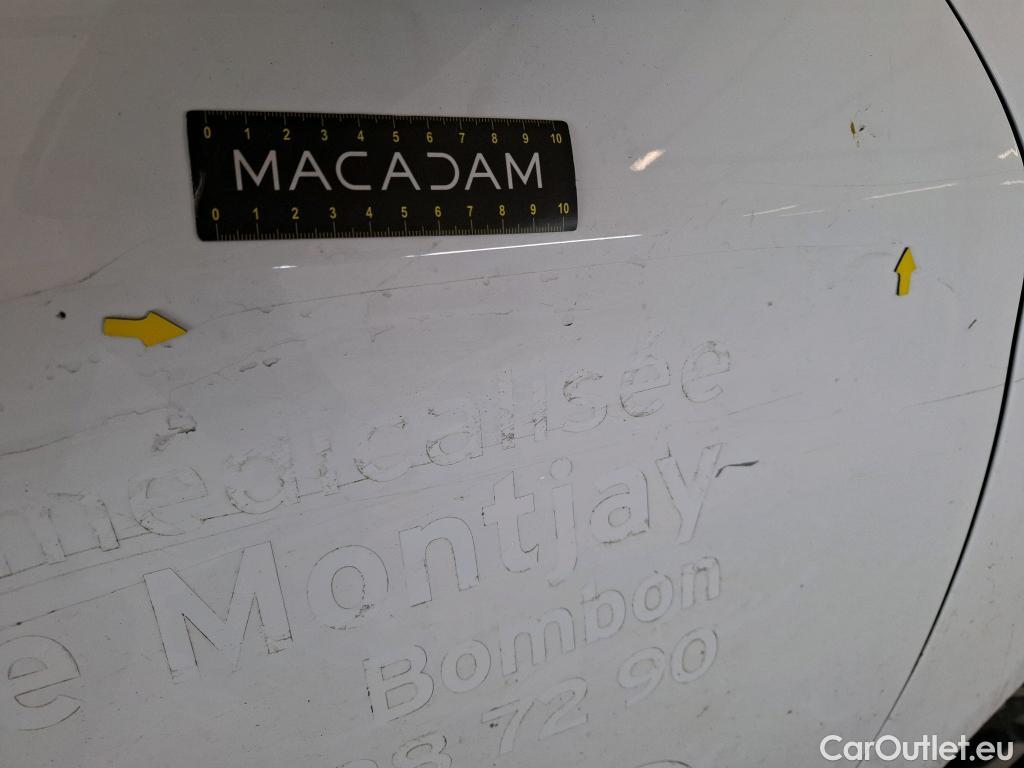 0 1 2 3 4 5 6 7 8 9 10
MACADAM
0 1 2 3 4 5 6 7 8 9 10
médicalisée
e Montjay
Bombon
8 72 90
CarOutlet.eu